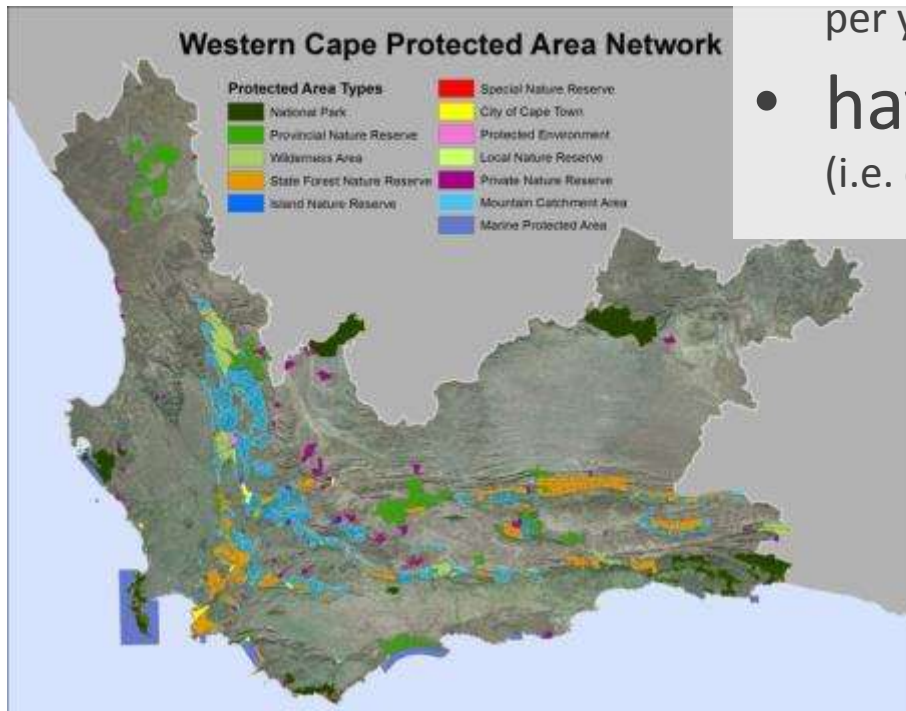 per y
• hav
(i.e.
Western Cape Protected Area Network
Protected Area Types
National Park
Provincial Nature Reserve
Wilderness Area
State Forest Nature Reserve
Island Nature Reserve
Special Nature Reserve
City of Cape Town
Protected Environment
Local Nature Reserve
Private Nature Reserve
Mountain Catchment Area
Marine Protected Area